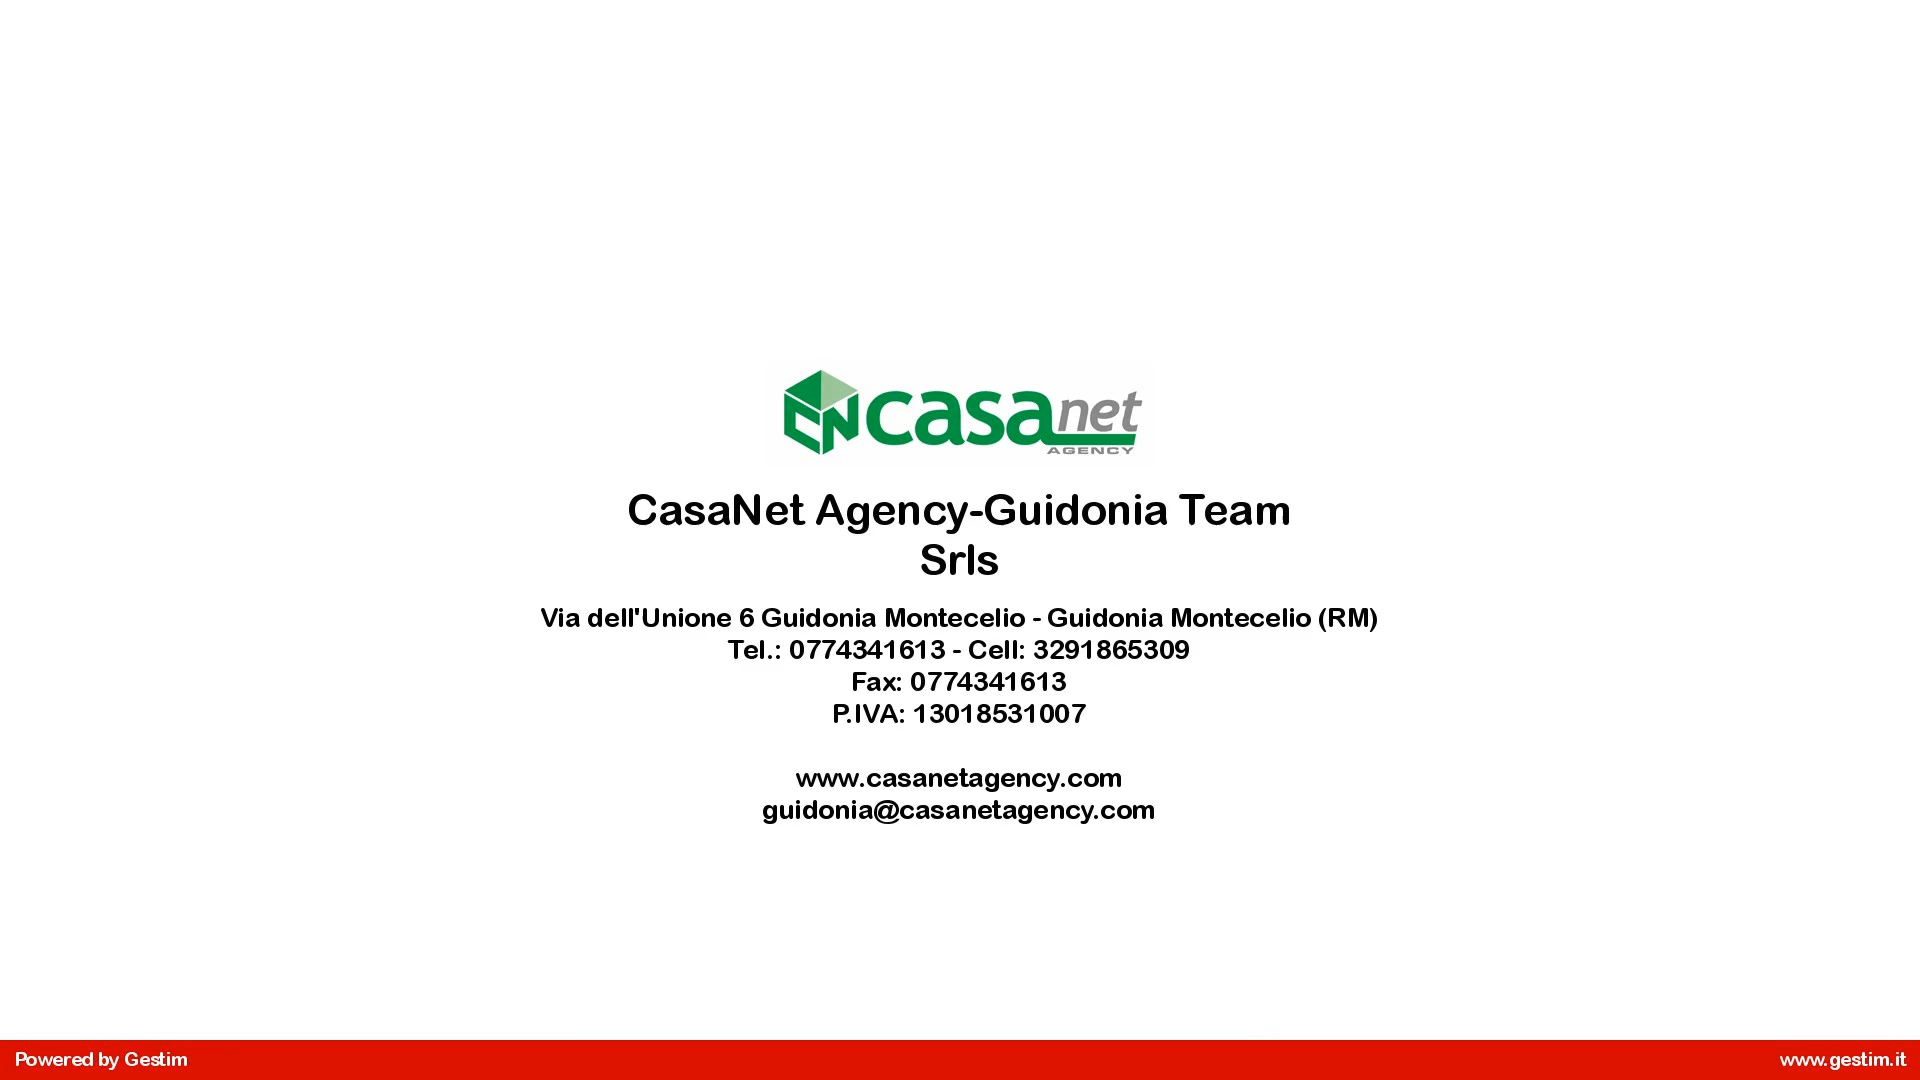 CN casanet
AGENCY
CasaNet Agency-Guidonia Team
Srls
Via dell'Unione 6 Guidonia Montecelio - Guidonia Montecelio (RM)
Tel.: 0774341613 - Cell: 3291865309
Fax: 0774341613
P.IVA: 13018531007
www.casanetagency.com
guidonia@casanetagency.com
Powered by Gestim
www.gestim.it